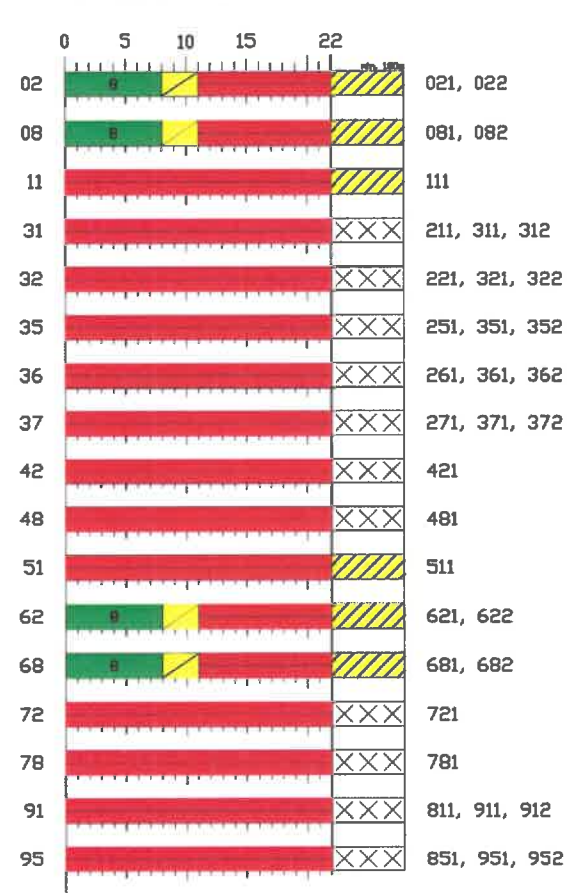 0 5 10 15 22
02 8 021, 022
08 8 081, 082
11 111
31 211, 311, 312
32 221, 321, 322
35 251, 351, 352
36 261, 361, 362
37 271, 371, 372
42 421
48 481
51 511
62 8 621, 622
68 8 681, 682
72 721
78 781
91 811, 911, 912
95 851, 951, 952